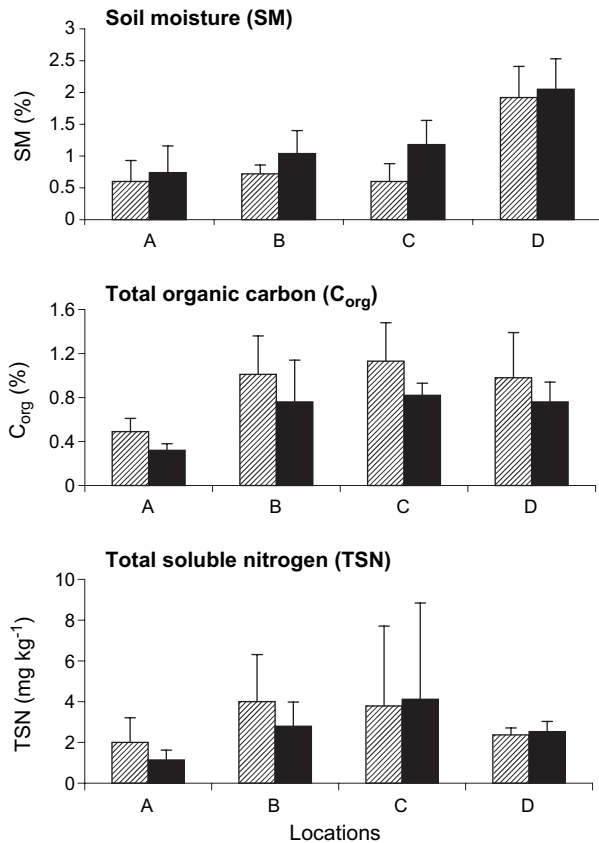 Soil moisture (SM)
SM (%)
3
2.5
2
1.5
1
0.5
0
A B C D
Total organic carbon (Corg)
Corg (%)
1.6
1.2
0.8
0.4
0
A B C D
Total soluble nitrogen (TSN)
TSN (mg kg-1)
10
8
6
4
2
0
A B C D
Locations